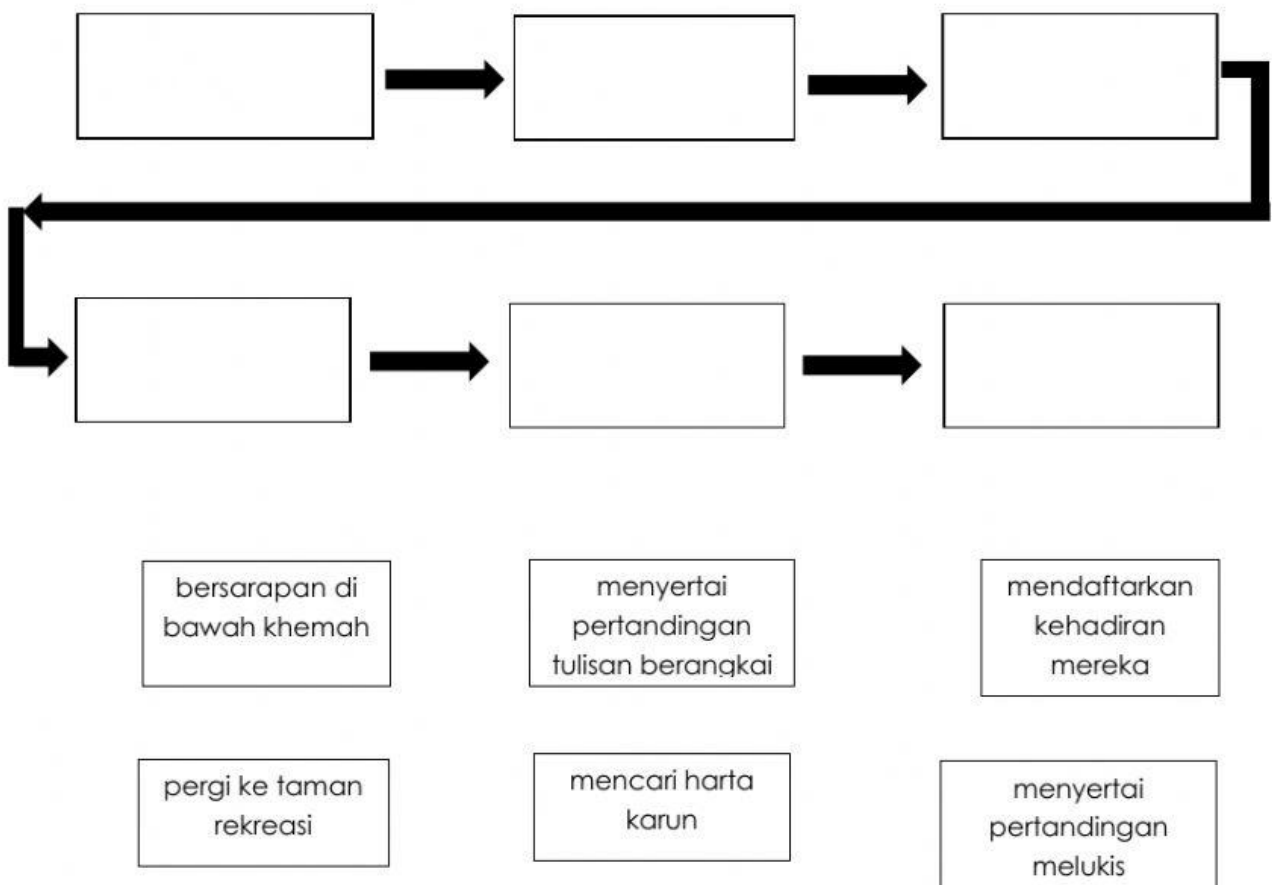 bersarapan di
bawah khemah
menyertai
pertandingan
tulisan berangkai
mendaftarkan
kehadiran
mereka
pergi ke taman
rekreasi
mencari harta
karun
menyertai
pertandingan
melukis